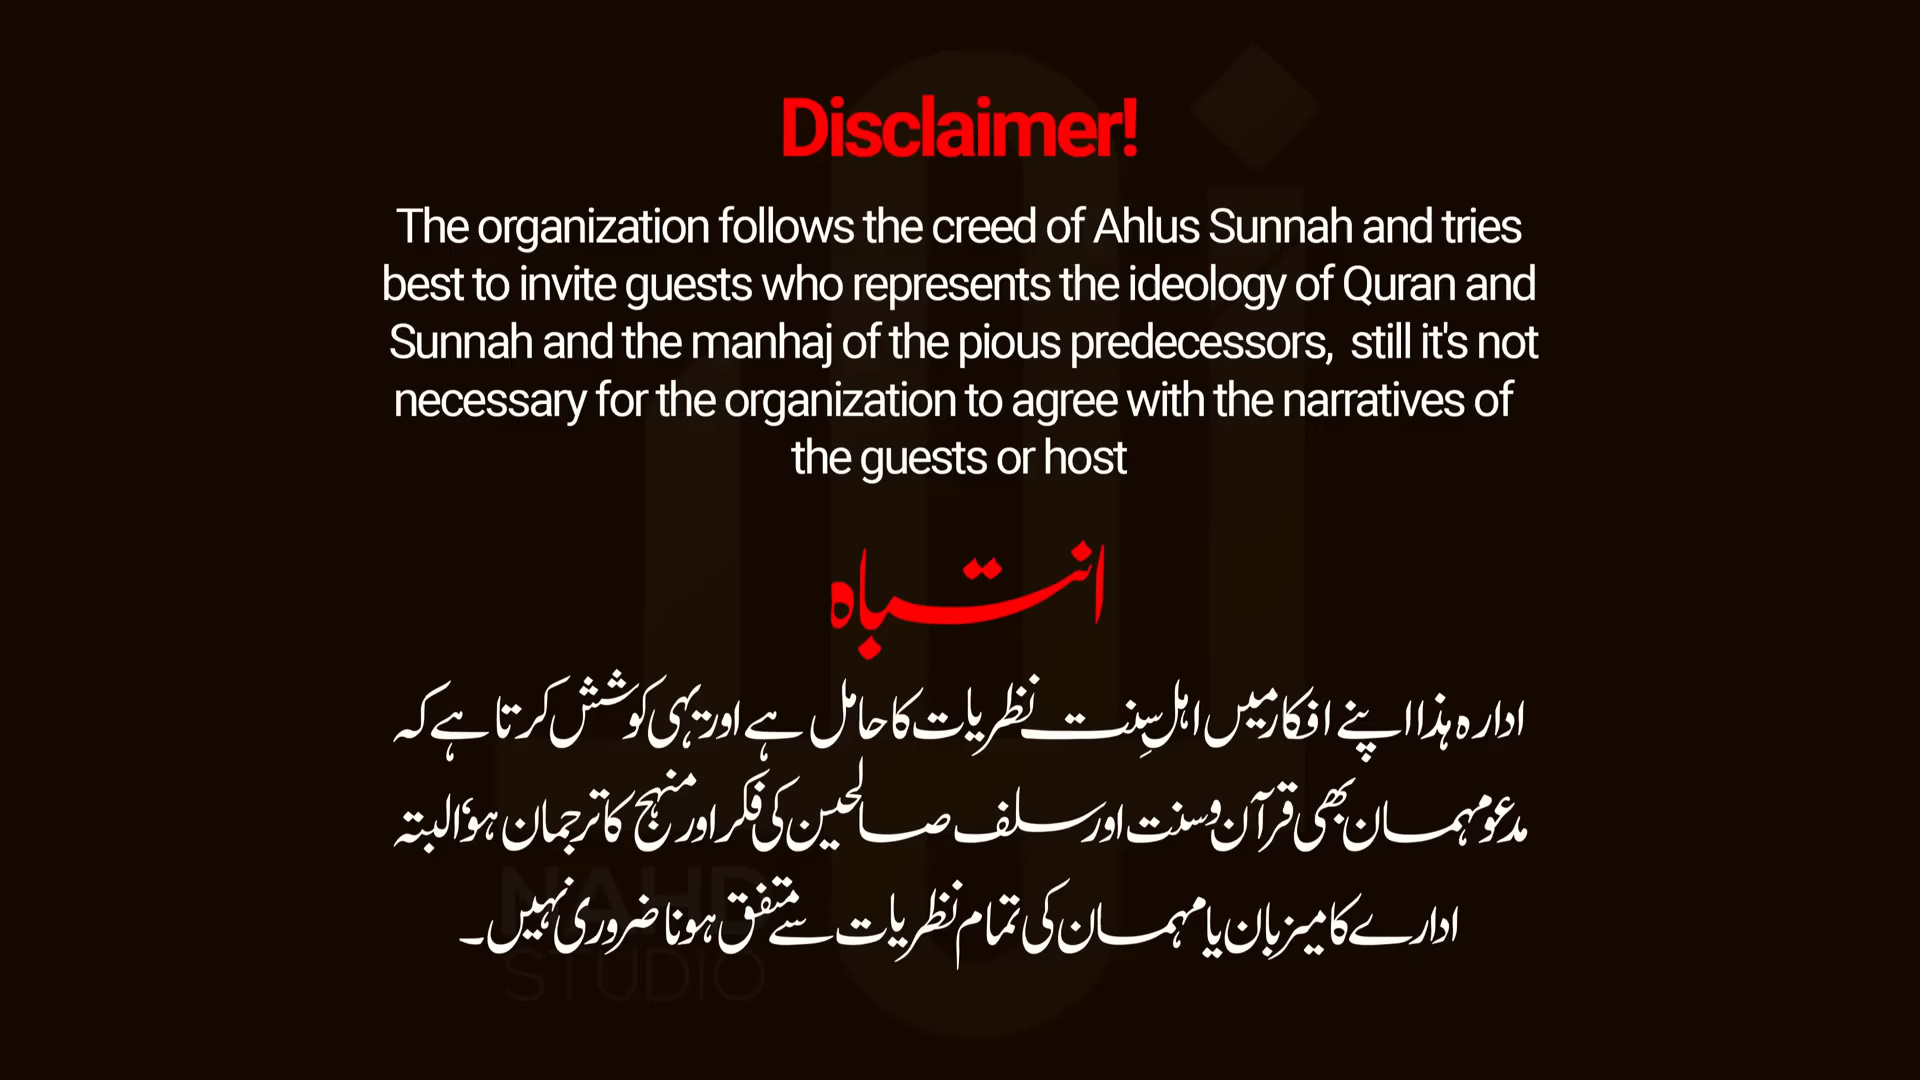 Disclaimer!
The organization follows the creed of Ahlus Sunnah and tries
best to invite guests who represents the ideology of Quran and
Sunnah and the manhaj of the pious predecessors, still it's not
necessary for the organization to agree with the narratives of
the guests or host
انتباہ
ادارہ ہذا اپنے افکار میں اہلِ سنت نظریات کا حامل ہے اور یہی کوشش کرتا ہے کہ
مدعو مہمان بھی قرآن و سنت اور سلف صالحین کی فکر اور منہج کا ترجمان ہو، البتہ
ادارے کا میزبان یا مہمان کی تمام نظریات سے متفق ہونا ضروری نہیں۔
NAHD
STUDIO